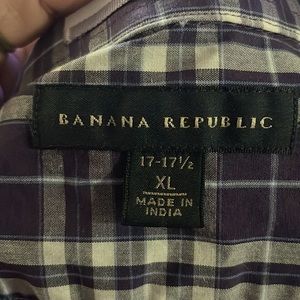 BANANA REPUBLIC
17-17½
XL
MADE IN
INDIA